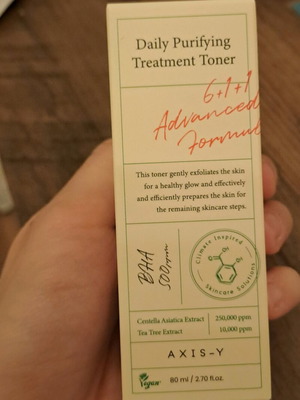 Daily Purifying
Treatment Toner
6+1+1
Advanced
Formula
This toner gently exfoliates the skin
for a healthy glow and effectively
and efficiently prepares the skin for
the remaining skincare steps.
BHA
500ppm
Climate Inspired
Skincare Solutions
Centella Asiatica Extract 250,000 ppm
Tea Tree Extract 10,000 ppm
AXIS-Y
Vegan
80 ml / 2.70 fl.oz.